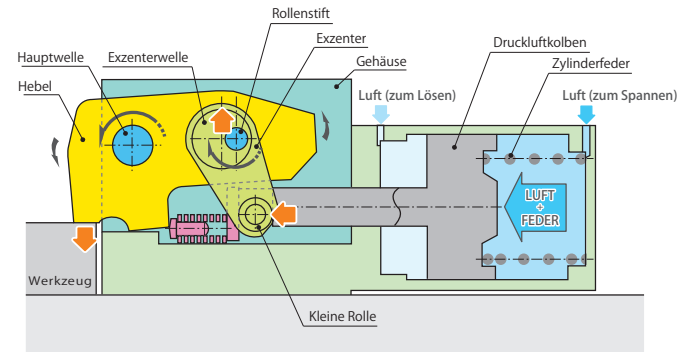 Rollenstift
Hauptwelle
Exzenterwelle
Exzenter
Druckluftkolben
Gehäuse
Zylinderfeder
Hebel
Luft (zum Lösen)
Luft (zum Spannen)
LUFT
+
FEDER
Werkzeug
Kleine Rolle